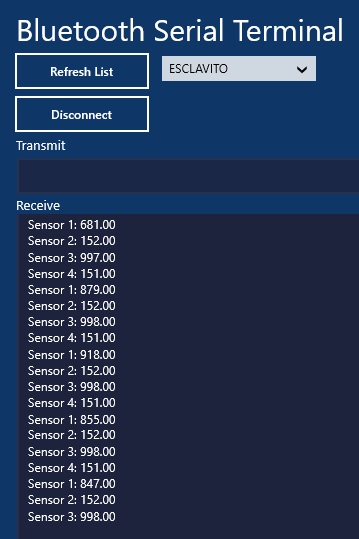 Bluetooth Serial Terminal
Refresh List
ESCLAVITO
Disconnect
Transmit
Receive
Sensor 1: 681.00
Sensor 2: 152.00
Sensor 3: 997.00
Sensor 4: 151.00
Sensor 1: 879.00
Sensor 2: 152.00
Sensor 3: 998.00
Sensor 4: 151.00
Sensor 1: 918.00
Sensor 2: 152.00
Sensor 3: 998.00
Sensor 4: 151.00
Sensor 1: 855.00
Sensor 2: 152.00
Sensor 3: 998.00
Sensor 4: 151.00
Sensor 1: 847.00
Sensor 2: 152.00
Sensor 3: 998.00